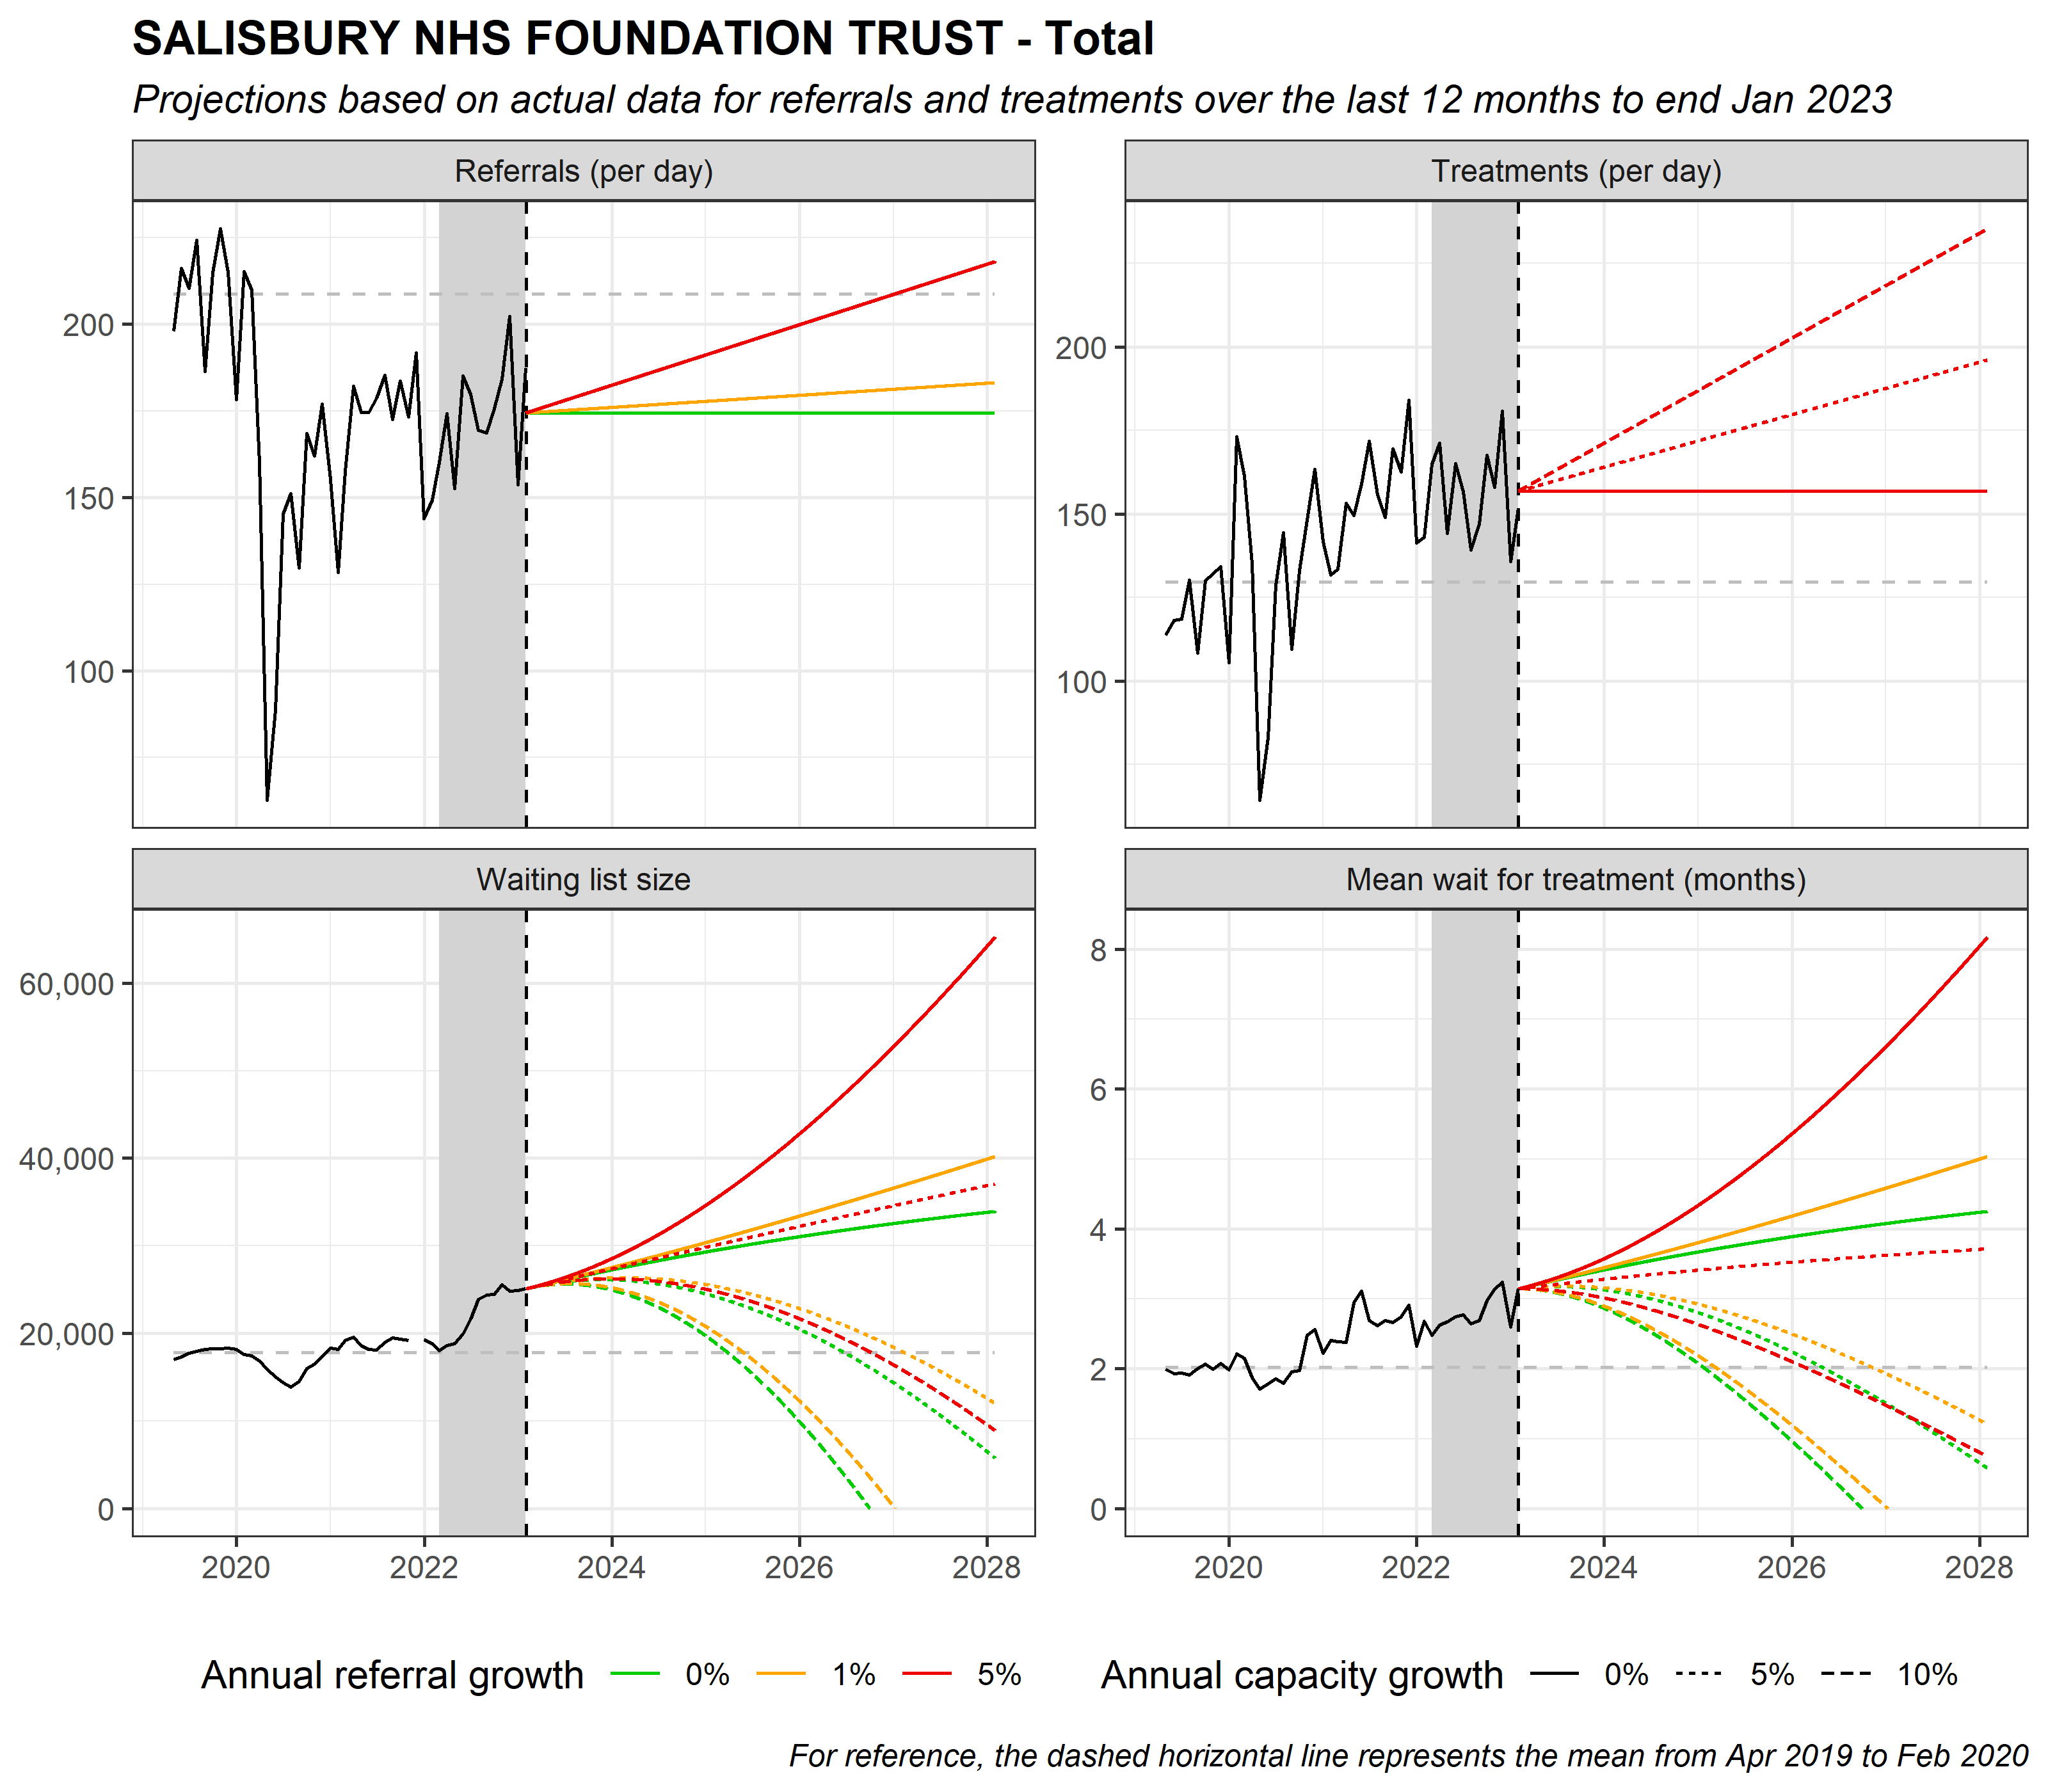 SALISBURY NHS FOUNDATION TRUST - Total
Projections based on actual data for referrals and treatments over the last 12 months to end Jan 2023
Referrals (per day)
200
150
100
Treatments (per day)
200
150
100
Waiting list size
60,000
40,000
20,000
0
2020 2022 2024 2026 2028
Mean wait for treatment (months)
8
6
4
2
0
2020 2022 2024 2026 2028
Annual referral growth 0% 1% 5%
Annual capacity growth 0% 5% 10%
For reference, the dashed horizontal line represents the mean from Apr 2019 to Feb 2020